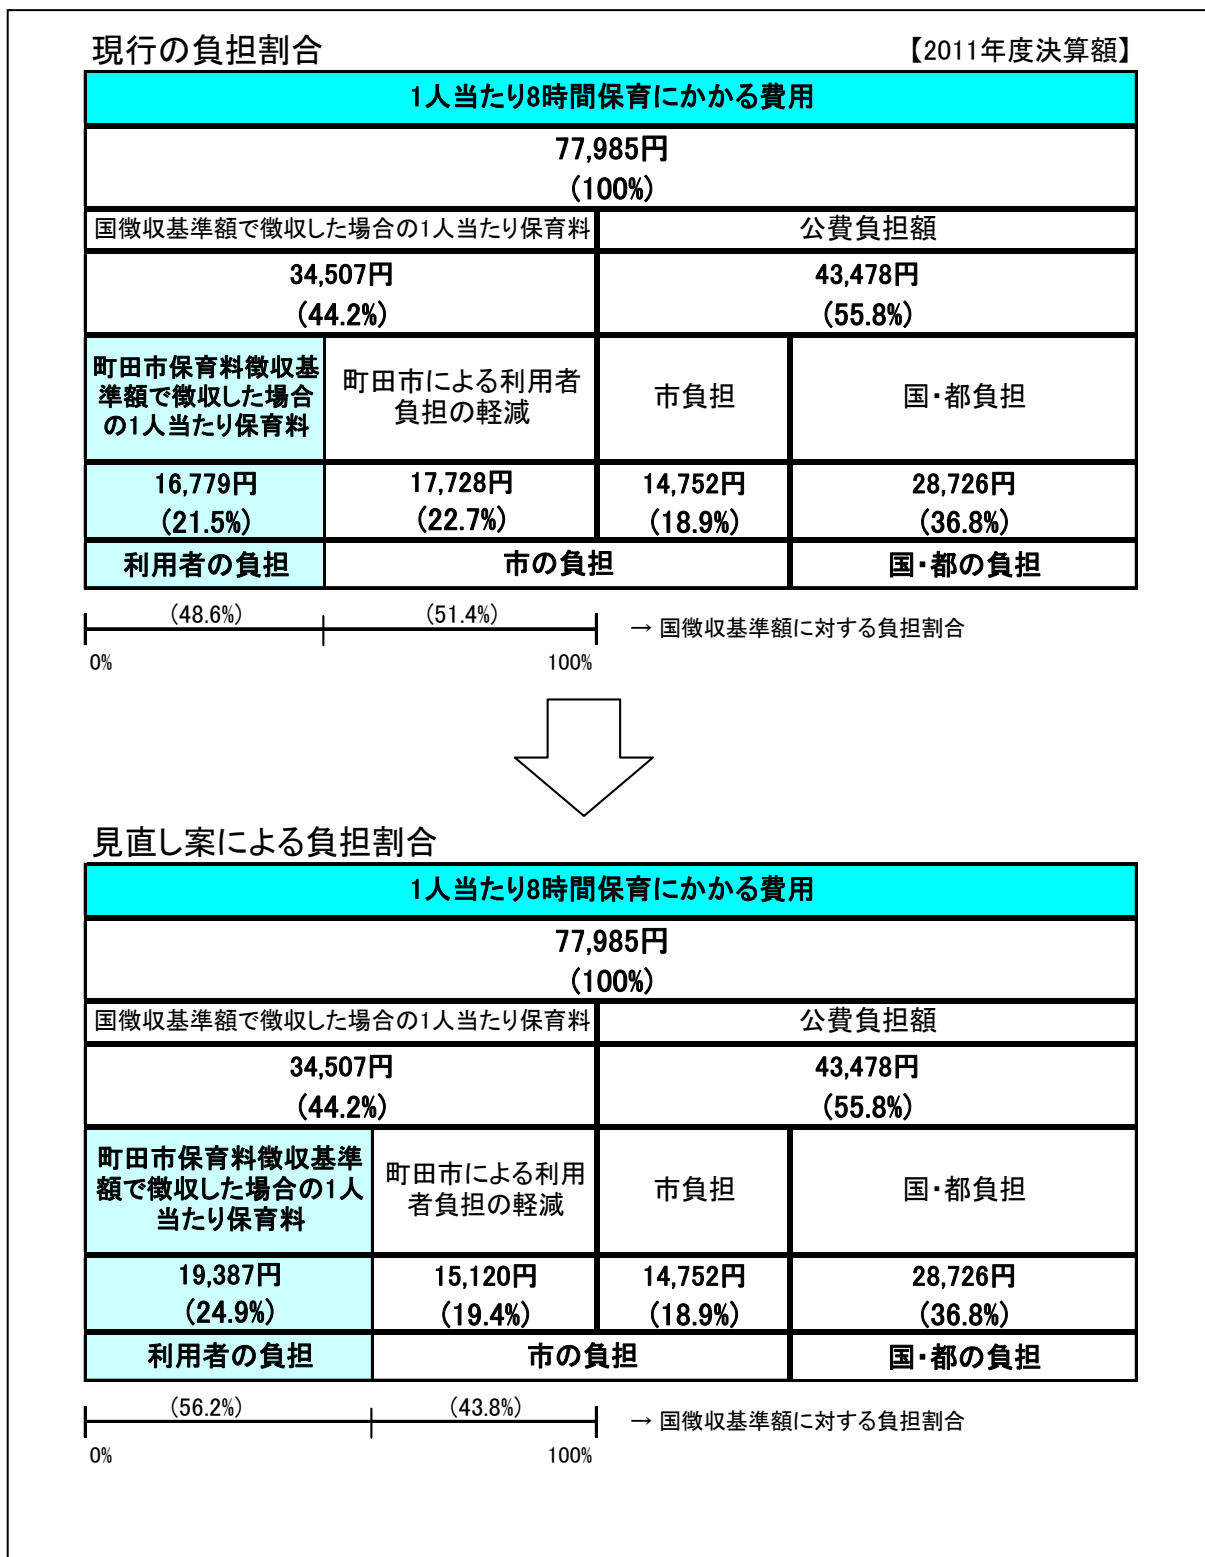 現行の負担割合
【2011年度決算額】
1人当たり8時間保育にかかる費用
77,985円
(100%)
国徴収基準額で徴収した場合の1人当たり保育料
公費負担額
34,507円
(44.2%)
43,478円
(55.8%)
町田市保育料徴収基
準額で徴収した場合
の1人当たり保育料
町田市による利用者
負担の軽減
市負担
国・都負担
16,779円
(21.5%)
17,728円
(22.7%)
14,752円
(18.9%)
28,726円
(36.8%)
利用者の負担
市の負担
国・都の負担
(48.6%)
(51.4%)
→ 国徴収基準額に対する負担割合
0%
100%
見直し案による負担割合
1人当たり8時間保育にかかる費用
77,985円
(100%)
国徴収基準額で徴収した場合の1人当たり保育料
公費負担額
34,507円
(44.2%)
43,478円
(55.8%)
町田市保育料徴収基準
額で徴収した場合の1人
当たり保育料
町田市による利用
者負担の軽減
市負担
国・都負担
19,387円
(24.9%)
15,120円
(19.4%)
14,752円
(18.9%)
28,726円
(36.8%)
利用者の負担
市の負担
国・都の負担
(56.2%)
(43.8%)
→ 国徴収基準額に対する負担割合
0%
100%